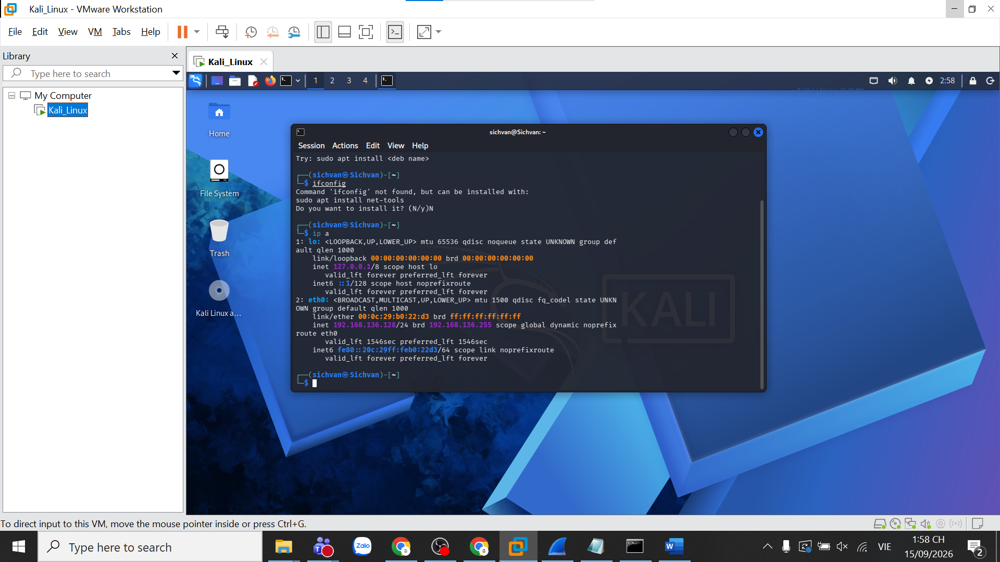 Kali_Linux - VMware Workstation
File Edit View VM Tabs Help
Library
Type here to search
My Computer
Kali_Linux
Kali_Linux
1 2 3 4
2:58
Home
File System
Trash
Kali Linux a...
sichvan@Sichvan: ~
Session Actions Edit View Help
Try: sudo apt install <deb name>
┌──(sichvan㉿Sichvan)-[~]
└─$ ifconfig
Command 'ifconfig' not found, but can be installed with:
sudo apt install net-tools
Do you want to install it? (N/y)N
┌──(sichvan㉿Sichvan)-[~]
└─$ ip a
1: lo: <LOOPBACK,UP,LOWER_UP> mtu 65536 qdisc noqueue state UNKNOWN group def
ault qlen 1000
link/loopback 00:00:00:00:00:00 brd 00:00:00:00:00:00
inet 127.0.0.1/8 scope host lo
valid_lft forever preferred_lft forever
inet6 ::1/128 scope host noprefixroute
valid_lft forever preferred_lft forever
2: eth0: <BROADCAST,MULTICAST,UP,LOWER_UP> mtu 1500 qdisc fq_codel state UNKN
OWN group default qlen 1000
link/ether 00:0c:29:b0:22:d3 brd ff:ff:ff:ff:ff:ff
inet 192.168.136.128/24 brd 192.168.136.255 scope global dynamic noprefix
route eth0
valid_lft 1546sec preferred_lft 1546sec
inet6 fe80::20c:29ff:feb0:22d3/64 scope link noprefixroute
valid_lft forever preferred_lft forever
┌──(sichvan㉿Sichvan)-[~]
└─$
KALI
To direct input to this VM, move the mouse pointer inside or press Ctrl+G.
Type here to search
Zalo
VIE
1:58 CH
15/09/2026
2